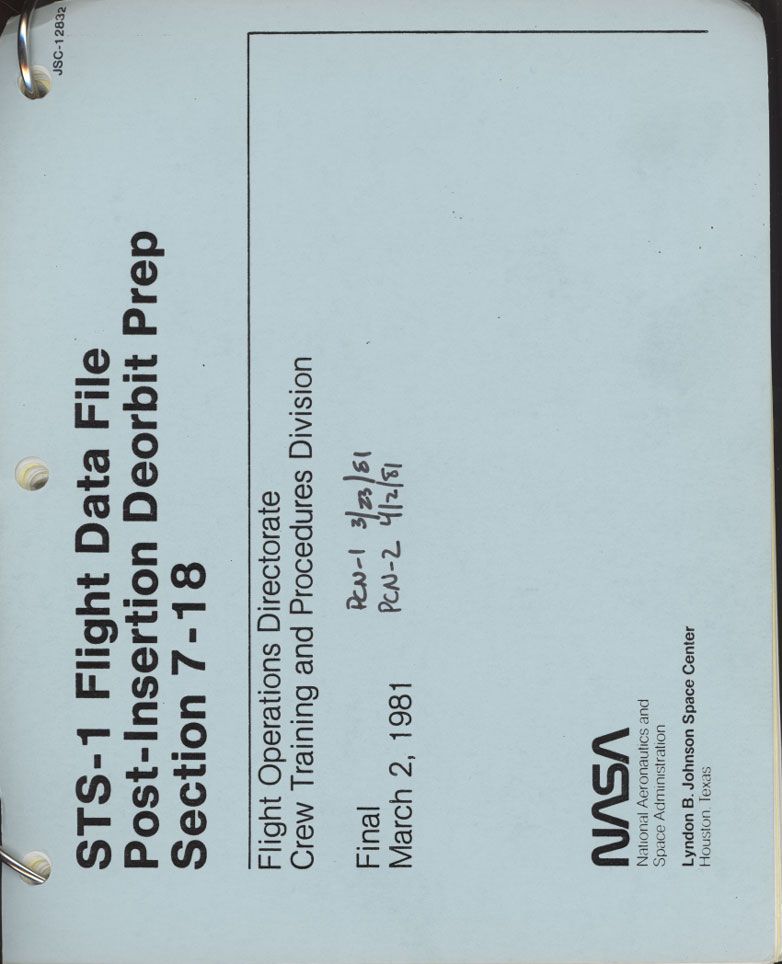 JSC-12832
STS-1 Flight Data File
Post-Insertion Deorbit Prep
Section 7-18
Flight Operations Directorate
Crew Training and Procedures Division
Final
March 2, 1981
PCN-1 3/23/81
PCN-2 4/2/81
NASA
National Aeronautics and
Space Administration
Lyndon B. Johnson Space Center
Houston, Texas